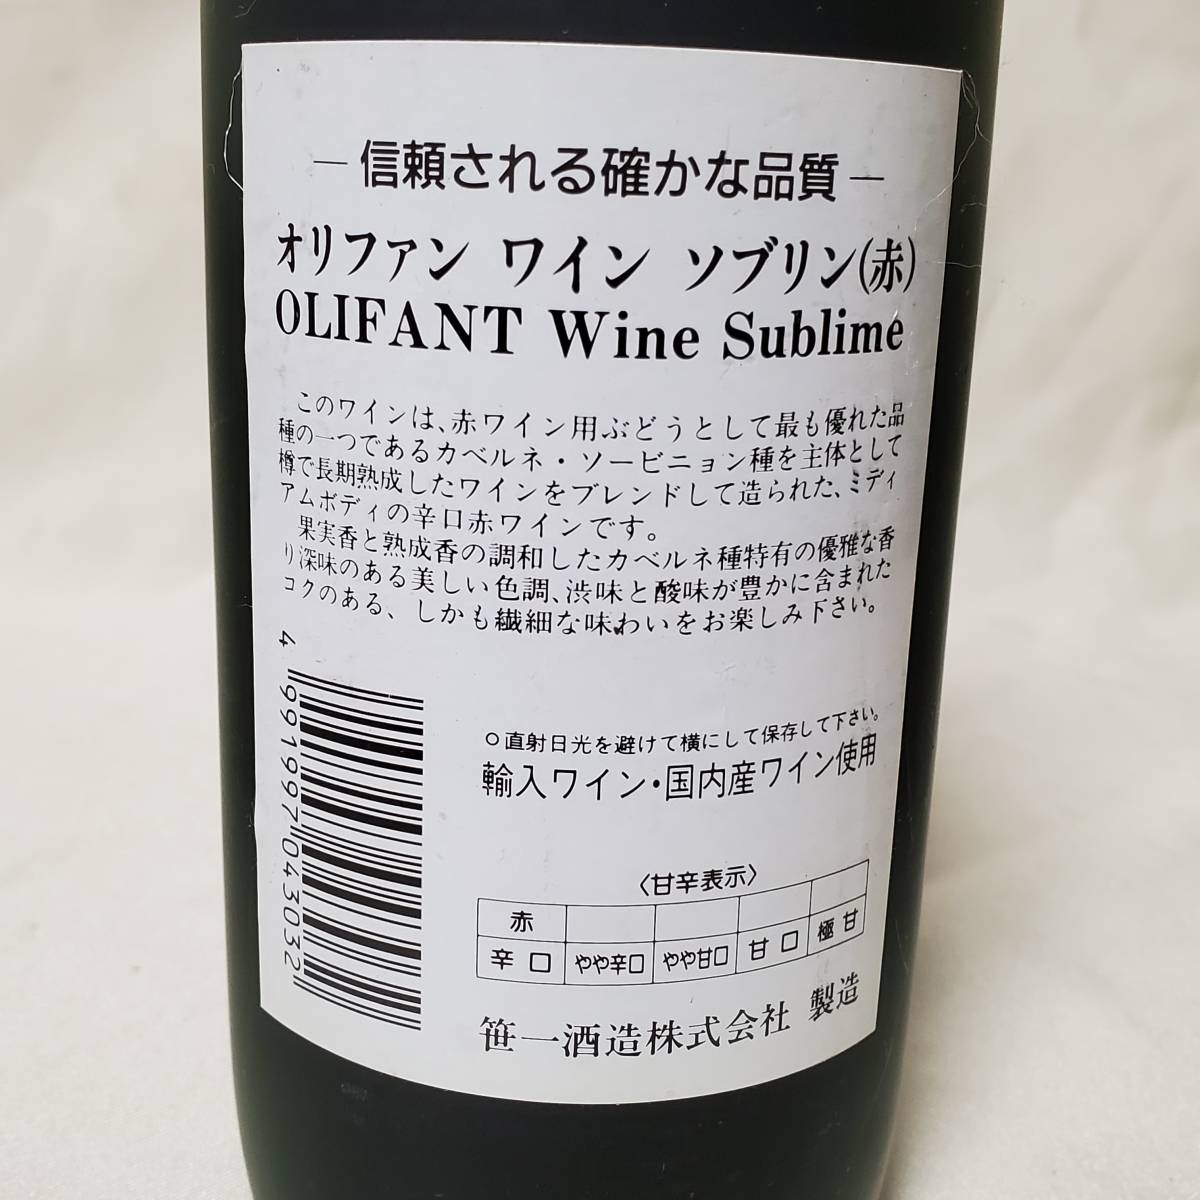 ―信頼される確かな品質―
オリファン ワイン ソブリン(赤)
OLIFANT Wine Sublime
このワインは、赤ワイン用ぶどうとして最も優れた品
種の一つであるカベルネ・ソービニョン種を主体として
樽で長期熟成したワインをブレンドして造られた、ミディ
アムボディの辛口赤ワインです。
果実香と熟成香の調和したカベルネ種特有の優雅な香
り深味のある美しい色調、渋味と酸味が豊かに含まれた
コクのある、しかも繊細な味わいをお楽しみ下さい。
4 991997 043032
○直射日光を避けて横にして保存して下さい。
輸入ワイン・国内産ワイン使用
〈甘辛表示〉
赤
辛口 やや辛口 やや甘口 甘口 極甘
笹一酒造株式会社 製造